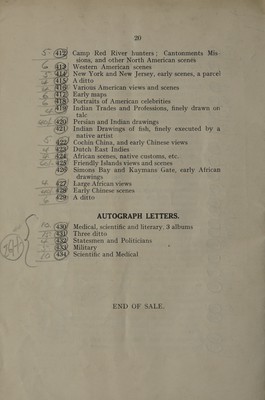 20
412 Camp Red River hunters ; Cantonments Mis-
sions, and other North American scenes
413 Western American scenes
414 New York and New Jersey, early scenes, a parcel
415 A ditto
416 Various American views and scenes
417 Early maps
418 Portraits of American celebrities
419 Indian Trades and Professions, finely drawn on
talc
420 Persian and Indian drawings
421 Indian Drawings of fish, finely executed by a
native artist
422 Cochin China, and early Chinese views
423 Dutch East Indies
424 African scenes, native customs, etc.
425 Friendly Islands views and scenes
426 Simons Bay and Kaymans Gate, early African
drawings
427 Large African views
428 Early Chinese scenes
429 A ditto
AUTOGRAPH LETTERS.
430 Medical, scientific and literary, 3 albums
431 Three ditto
432 Statesmen and Politicians
433 Military
434 Scientific and Medical
END OF SALE.